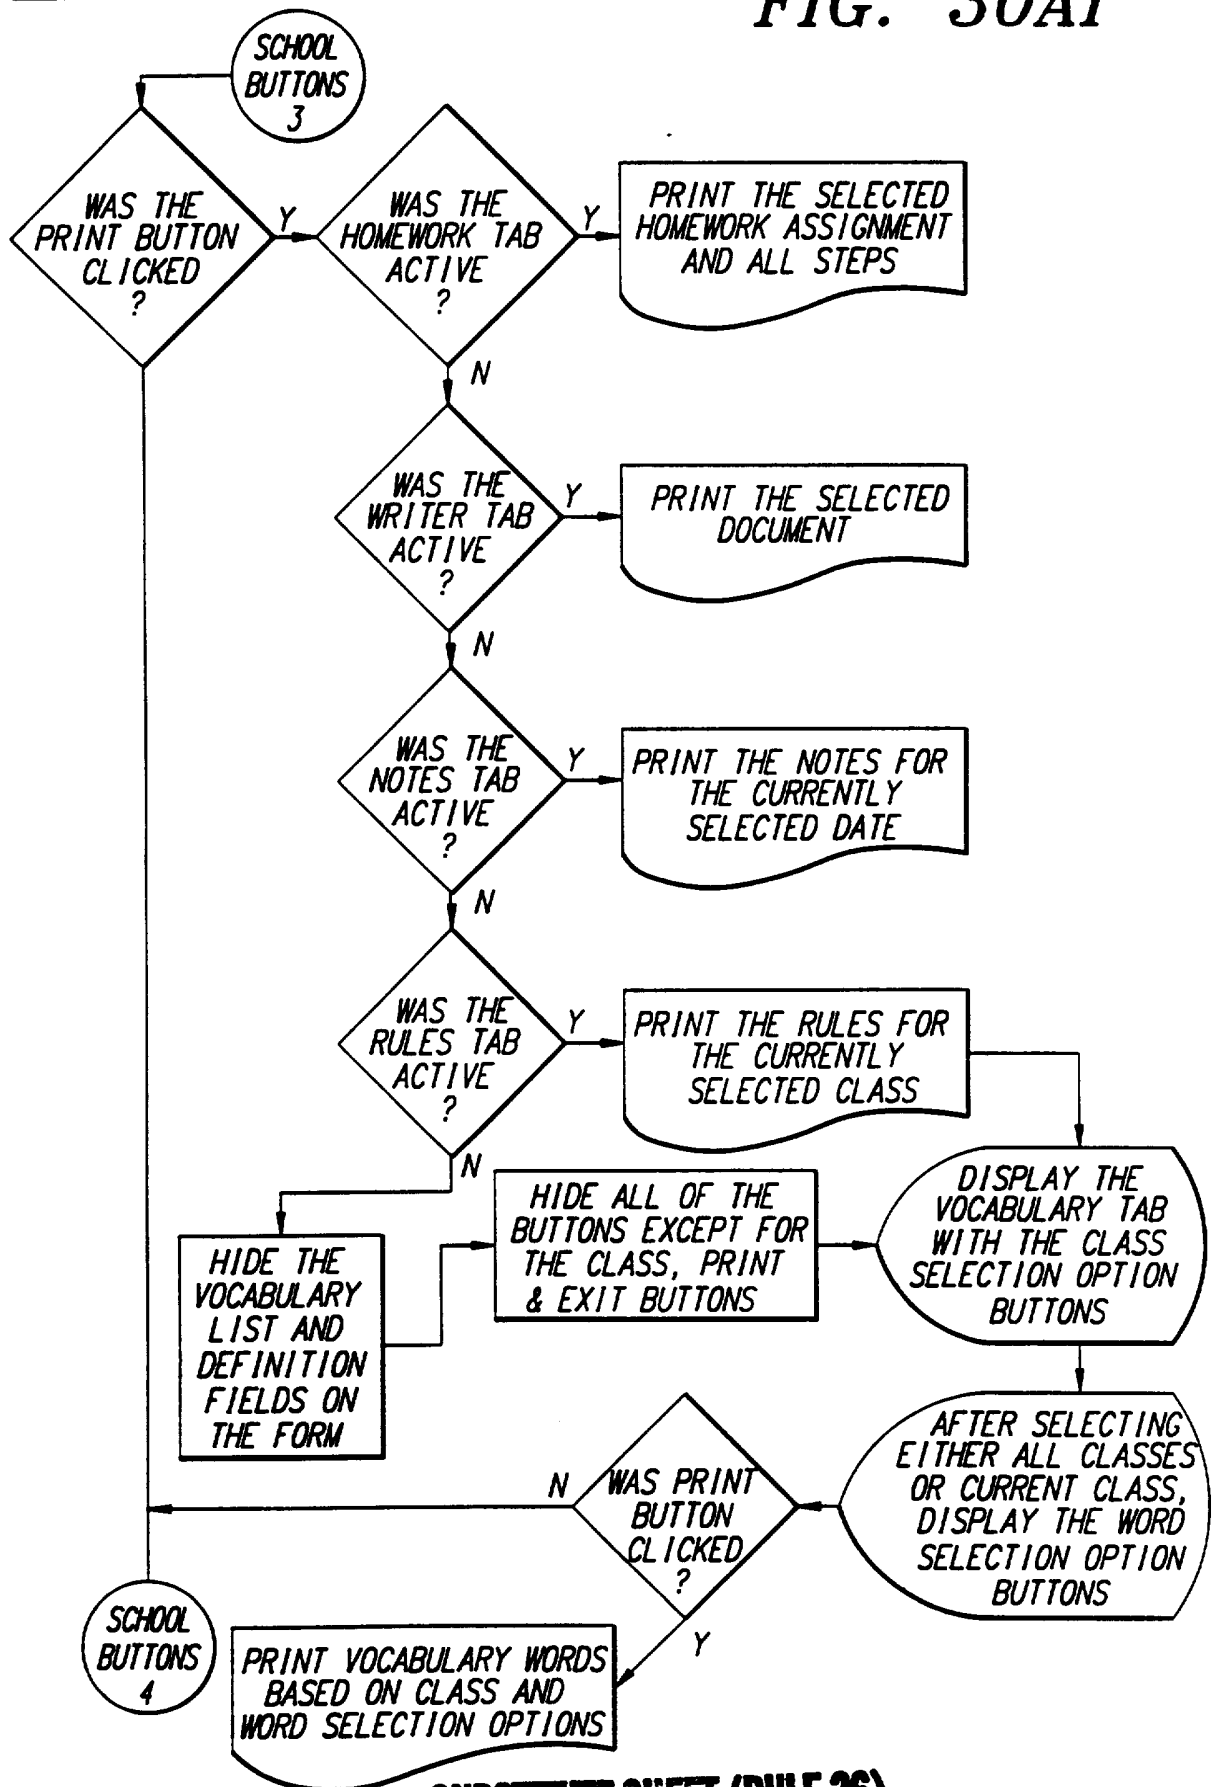 FIG. 30A1
SCHOOL
BUTTONS
3
WAS THE
PRINT BUTTON
CLICKED
?
Y
WAS THE
HOMEWORK TAB
ACTIVE
?
Y
PRINT THE SELECTED
HOMEWORK ASSIGNMENT
AND ALL STEPS
N
WAS THE
WRITER TAB
ACTIVE
?
Y
PRINT THE SELECTED
DOCUMENT
N
WAS THE
NOTES TAB
ACTIVE
?
Y
PRINT THE NOTES FOR
THE CURRENTLY
SELECTED DATE
N
WAS THE
RULES TAB
ACTIVE
?
Y
PRINT THE RULES FOR
THE CURRENTLY
SELECTED CLASS
N
HIDE THE
VOCABULARY
LIST AND
DEFINITION
FIELDS ON
THE FORM
HIDE ALL OF THE
BUTTONS EXCEPT FOR
THE CLASS, PRINT
& EXIT BUTTONS
DISPLAY THE
VOCABULARY TAB
WITH THE CLASS
SELECTION OPTION
BUTTONS
AFTER SELECTING
EITHER ALL CLASSES
OR CURRENT CLASS,
DISPLAY THE WORD
SELECTION OPTION
BUTTONS
WAS PRINT
BUTTON
CLICKED
?
N
Y
SCHOOL
BUTTONS
4
PRINT VOCABULARY WORDS
BASED ON CLASS AND
WORD SELECTION OPTIONS
SUBSTITUTE SHEET (RULE 26)